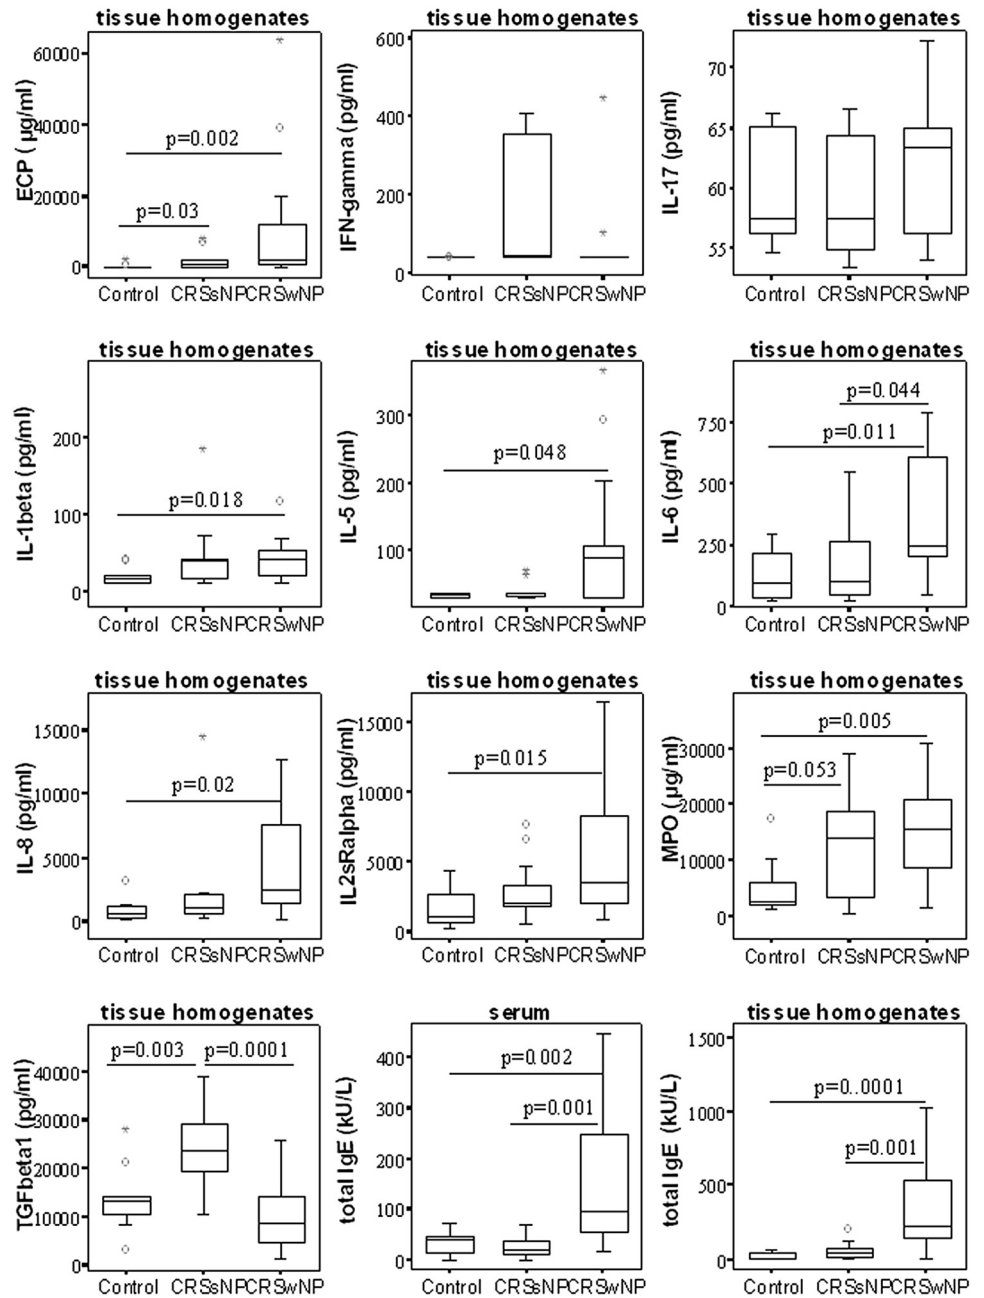 tissue homogenates
ECP ( µg/ml)
60000
40000
20000
0
p=0.002
p=0.03
Control CRSsNP CRSwNP
tissue homogenates
IFN-gamma (pg/ml)
600
400
200
0
Control CRSsNP CRSwNP
tissue homogenates
IL-17 (pg/ml)
70
65
60
55
Control CRSsNP CRSwNP
tissue homogenates
IL-1beta (pg/ml)
200
100
0
p=0.018
Control CRSsNP CRSwNP
tissue homogenates
IL-5 (pg/ml)
300
200
100
p=0.048
Control CRSsNP CRSwNP
tissue homogenates
IL-6 (pg/ml)
750
500
250
0
p=0.044
p=0.011
Control CRSsNP CRSwNP
tissue homogenates
IL-8 (pg/ml)
15000
10000
5000
0
p=0.02
Control CRSsNP CRSwNP
tissue homogenates
IL2sRalpha (pg/ml)
15000
10000
5000
0
p=0.015
Control CRSsNP CRSwNP
tissue homogenates
MPO ( µg/ml)
30000
20000
10000
0
p=0.005
p=0.053
Control CRSsNP CRSwNP
tissue homogenates
TGFbeta1 (pg/ml)
40000
30000
20000
10000
0
p=0.003 p=0.0001
Control CRSsNP CRSwNP
serum
total IgE (kU/L)
400
300
200
100
0
p=0.002
p=0.001
Control CRSsNP CRSwNP
tissue homogenates
total IgE (kU/L)
1500
1000
500
0
p=0..0001
p=0.001
Control CRSsNP CRSwNP